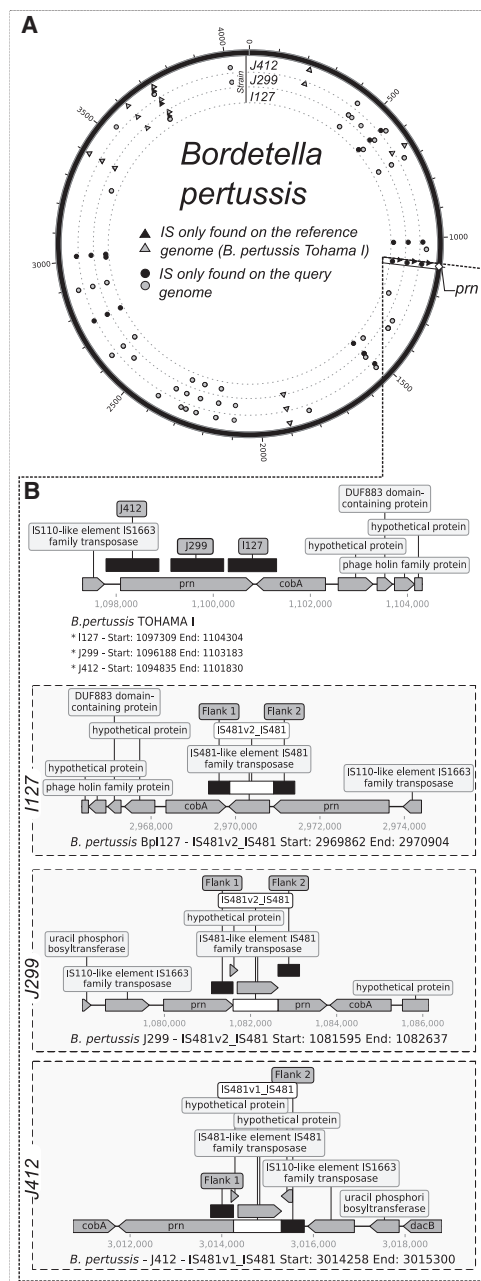 A
4000
0
J412
J299
I127
Strain
500
3500
Bordetella
pertussis
IS only found on the reference
genome (B. pertussis Tohama I)
IS only found on the query
genome
1000
3000
prn
1500
2500
2000
B
DUF883 domain-
containing protein
J412
IS110-like element IS1663
family transposase
hypothetical protein
J299
I127
hypothetical protein
phage holin family protein
prn
cobA
1,098,000
1,100,000
1,102,000
1,104,000
B.pertussis TOHAMA I
* I127 - Start: 1097309 End: 1104304
* J299 - Start: 1096188 End: 1103183
* J412 - Start: 1094835 End: 1101830
I127
DUF883 domain-
containing protein
Flank 1
Flank 2
hypothetical protein
IS481v2_IS481
IS481-like element IS481
family transposase
hypothetical protein
IS110-like element IS1663
family transposase
phage holin family protein
cobA
prn
2,968,000
2,970,000
2,972,000
2,974,000
B. pertussis BpI127 - IS481v2_IS481 Start: 2969862 End: 2970904
J299
Flank 1
Flank 2
IS481v2_IS481
hypothetical protein
uracil phosphori
bosyltransferase
IS481-like element IS481
family transposase
IS110-like element IS1663
family transposase
hypothetical protein
prn
prn
cobA
1,080,000
1,082,000
1,084,000
1,086,000
B. pertussis J299 - IS481v2_IS481 Start: 1081595 End: 1082637
J412
Flank 2
IS481v1_IS481
hypothetical protein
hypothetical protein
IS481-like element IS481
family transposase
IS110-like element IS1663
family transposase
Flank 1
uracil phosphori
bosyltransferase
cobA
prn
dacB
3,012,000
3,014,000
3,016,000
3,018,000
B. pertussis - J412 - IS481v1_IS481 Start: 3014258 End: 3015300